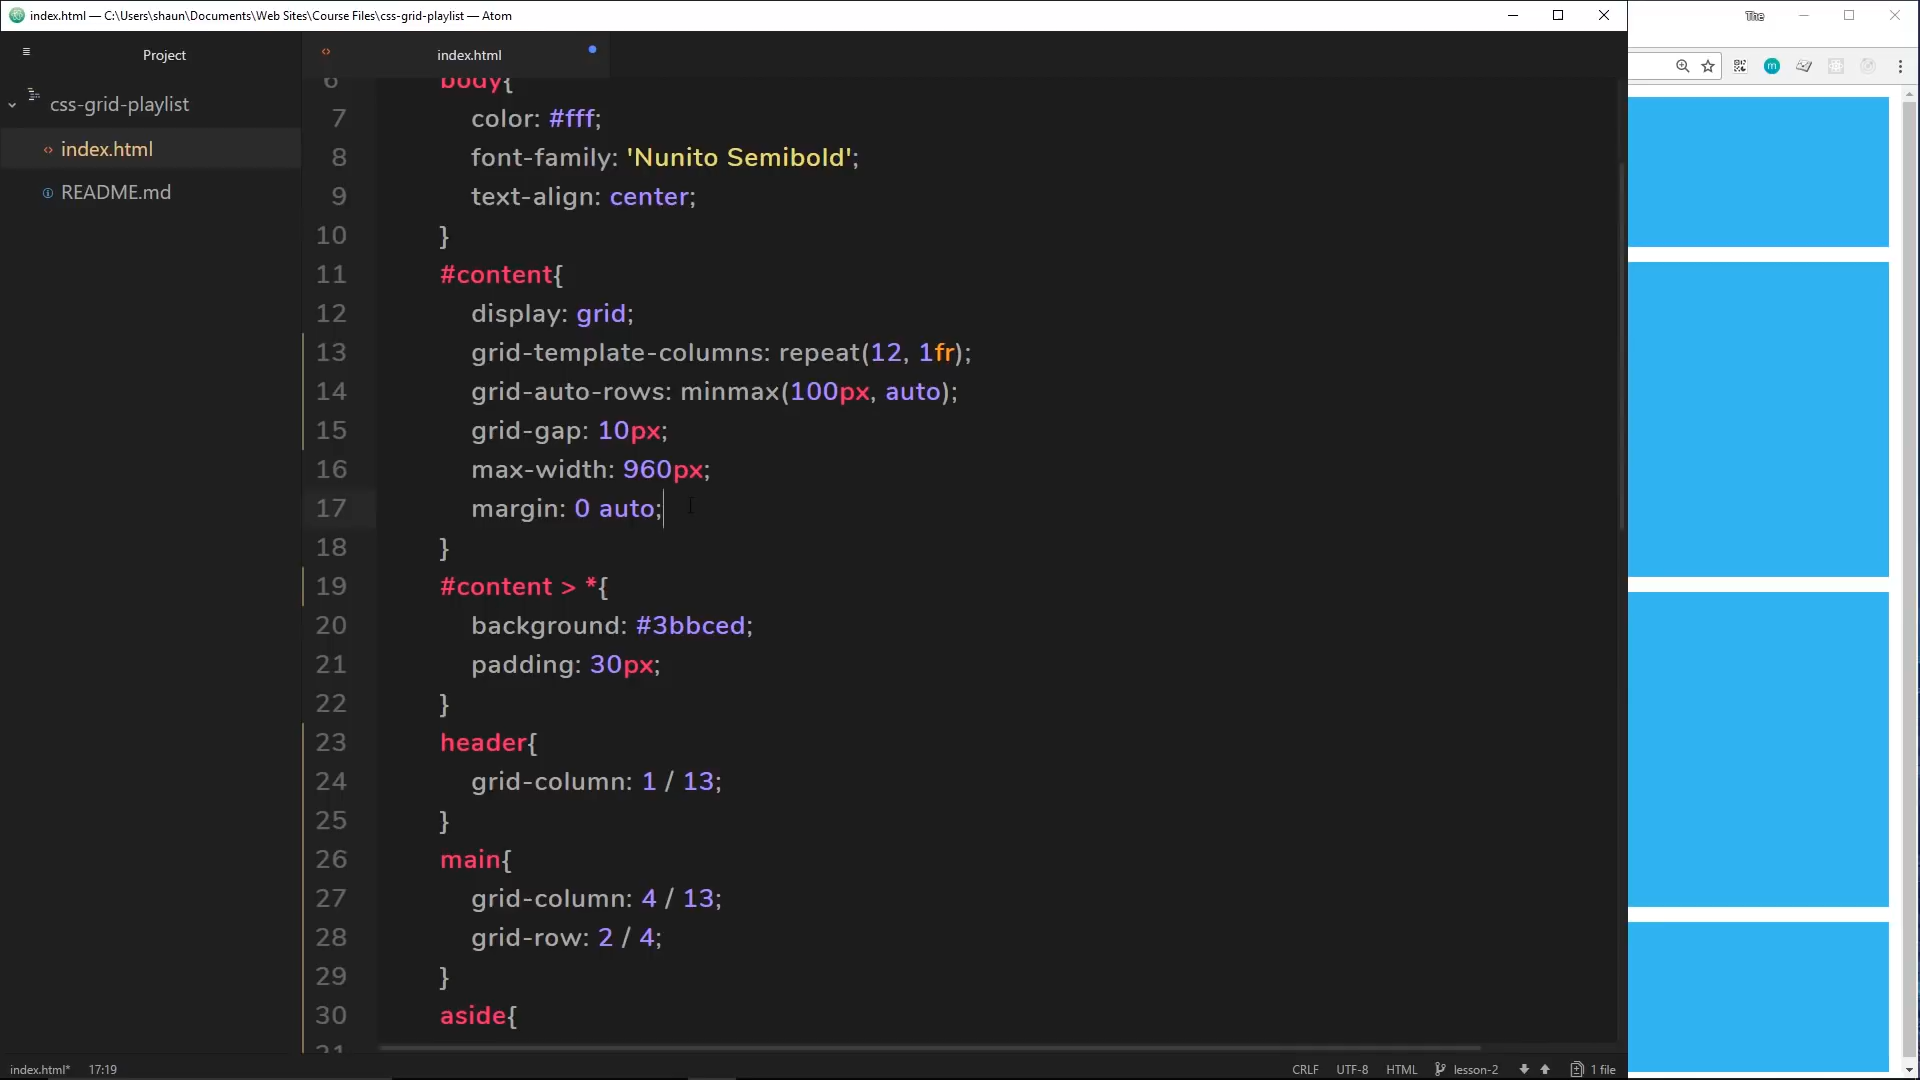 index.html — C:\Users\shaun\Documents\Web Sites\Course Files\css-grid-playlist — Atom
The
Project
index.html
css-grid-playlist
index.html
README.md
6 body{
7 color: #fff;
8 font-family: 'Nunito Semibold';
9 text-align: center;
10 }
11 #content{
12 display: grid;
13 grid-template-columns: repeat(12, 1fr);
14 grid-auto-rows: minmax(100px, auto);
15 grid-gap: 10px;
16 max-width: 960px;
17 margin: 0 auto;
18 }
19 #content > *{
20 background: #3bbced;
21 padding: 30px;
22 }
23 header{
24 grid-column: 1 / 13;
25 }
26 main{
27 grid-column: 4 / 13;
28 grid-row: 2 / 4;
29 }
30 aside{
31
index.html* 17:19 CRLF UTF-8 HTML lesson-2 1 file